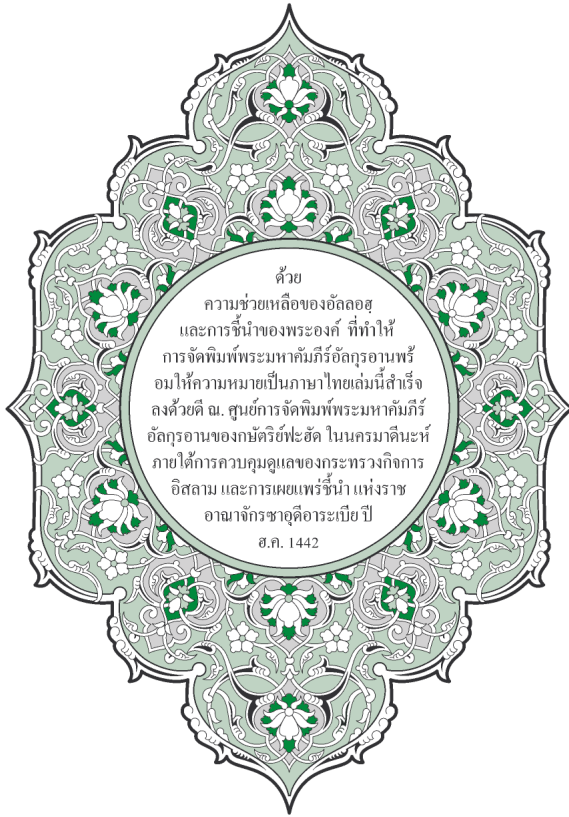 ด้วย
ความช่วยเหลือของอัลลอฮฺ
และการชี้นำของพระองค์ ที่ทำให้
การจัดพิมพ์พระมหาคัมภีร์อัลกุรอานพร้
อมให้ความหมายเป็นภาษาไทยเล่มนี้สำเร็จ
ลงด้วยดี ณ. ศูนย์การจัดพิมพ์พระมหาคัมภีร์
อัลกุรอานของกษัตริย์ฟะฮัด ในนครมาดีนะห์
ภายใต้การควบคุมดูแลของกระทรวงกิจการ
อิสลาม และการเผยแพร่ชี้นำ แห่งราช
อาณาจักรซาอุดีอาระเบีย ปี
ฮ.ศ. 1442